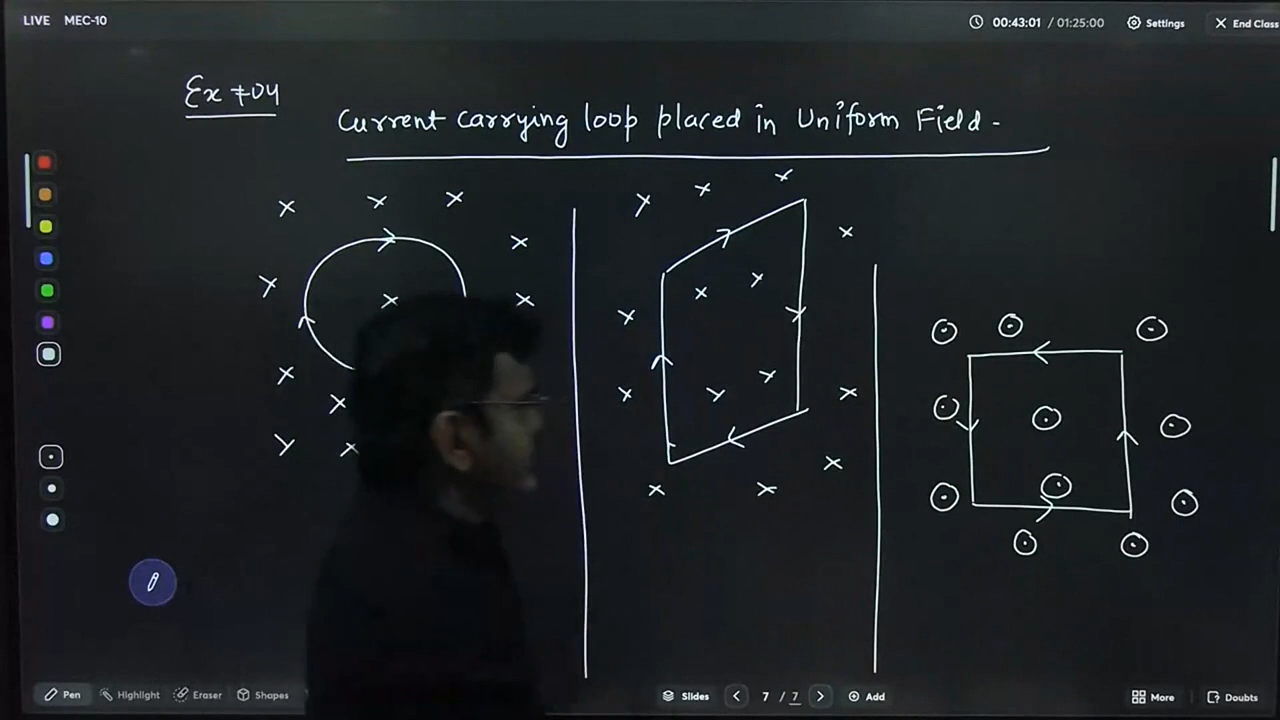 LIVE MEC-10
00:43:01 / 01:25:00 Settings End Class
Ex → 04
Current carrying loop placed in Uniform Field -
Pen Highlight Eraser Shapes
Slides 7 / 7 Add
More Doubts